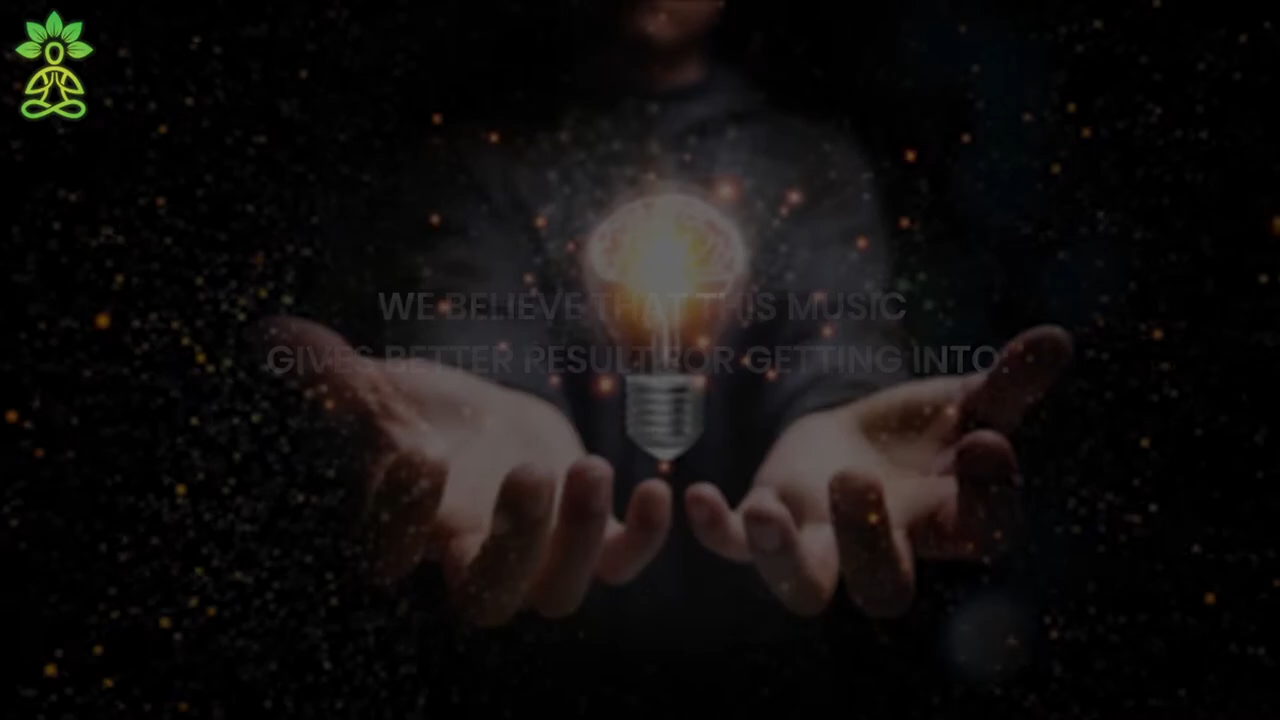 WE BELIEVE THAT THIS MUSIC
GIVES BETTER RESULT FOR GETTING INTO: